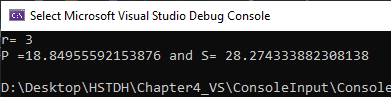 Select Microsoft Visual Studio Debug Console
r= 3
P =18.84955592153876 and S= 28.274333882308138
D:\Desktop\HSTDH\Chapter4_VS\ConsoleInput\Console